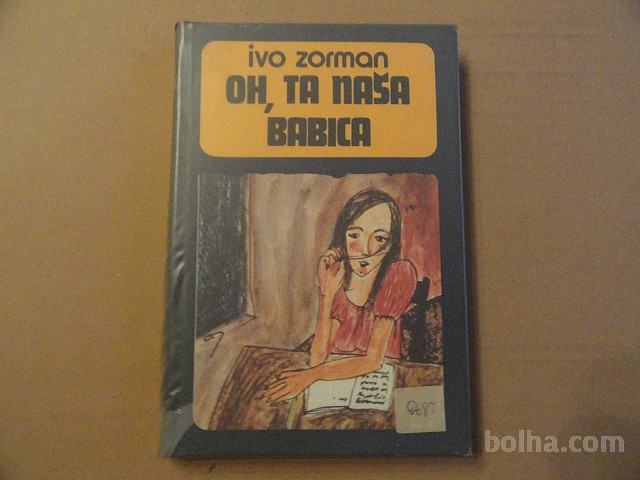 ivo zorman
OH, TA NAŠA
BABICA
bolha.com